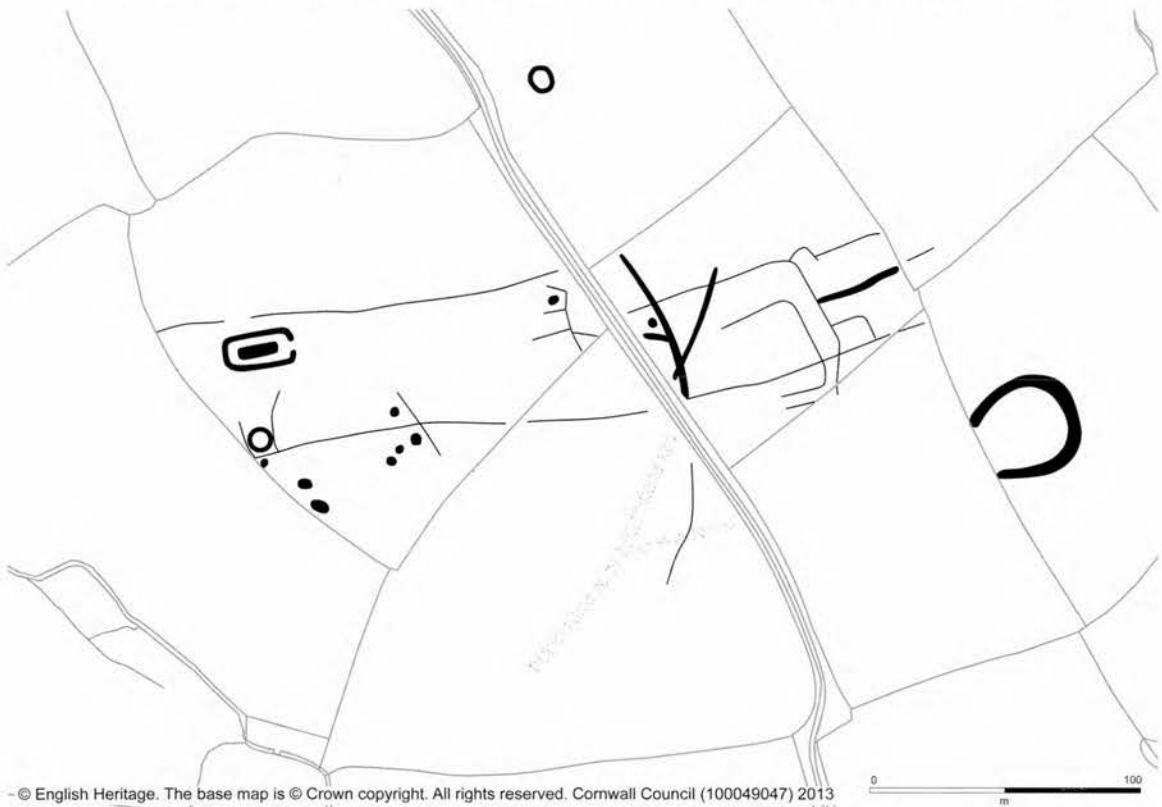 0 100
m
© English Heritage. The base map is © Crown copyright. All rights reserved. Cornwall Council (100049047) 2013